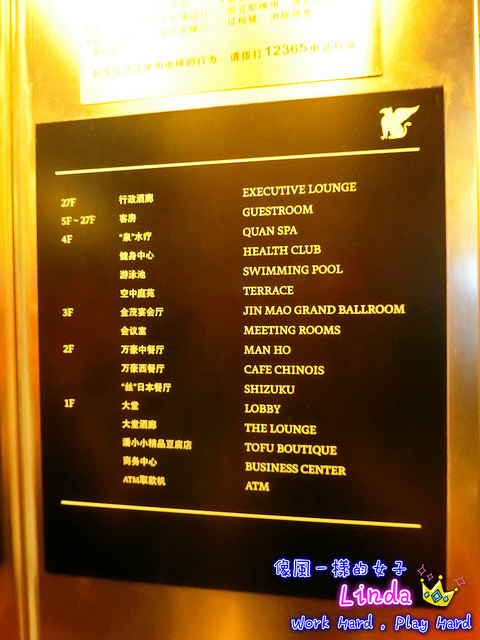 请拨打12365电话投诉
27F 行政酒廊 EXECUTIVE LOUNGE
5F~27F 客房 GUESTROOM
4F “泉”水疗 QUAN SPA
健身中心 HEALTH CLUB
游泳池 SWIMMING POOL
空中庭苑 TERRACE
3F 金茂宴会厅 JIN MAO GRAND BALLROOM
会议室 MEETING ROOMS
2F 万豪中餐厅 MAN HO
万豪西餐厅 CAFE CHINOIS
日本餐厅 SHIZUKU
1F 大堂 LOBBY
大堂酒廊 THE LOUNGE
潘小小精品豆腐店 TOFU BOUTIQUE
商务中心 BUSINESS CENTER
ATM取款机 ATM
像風一樣的女子
Linda
Work Hard , Play Hard